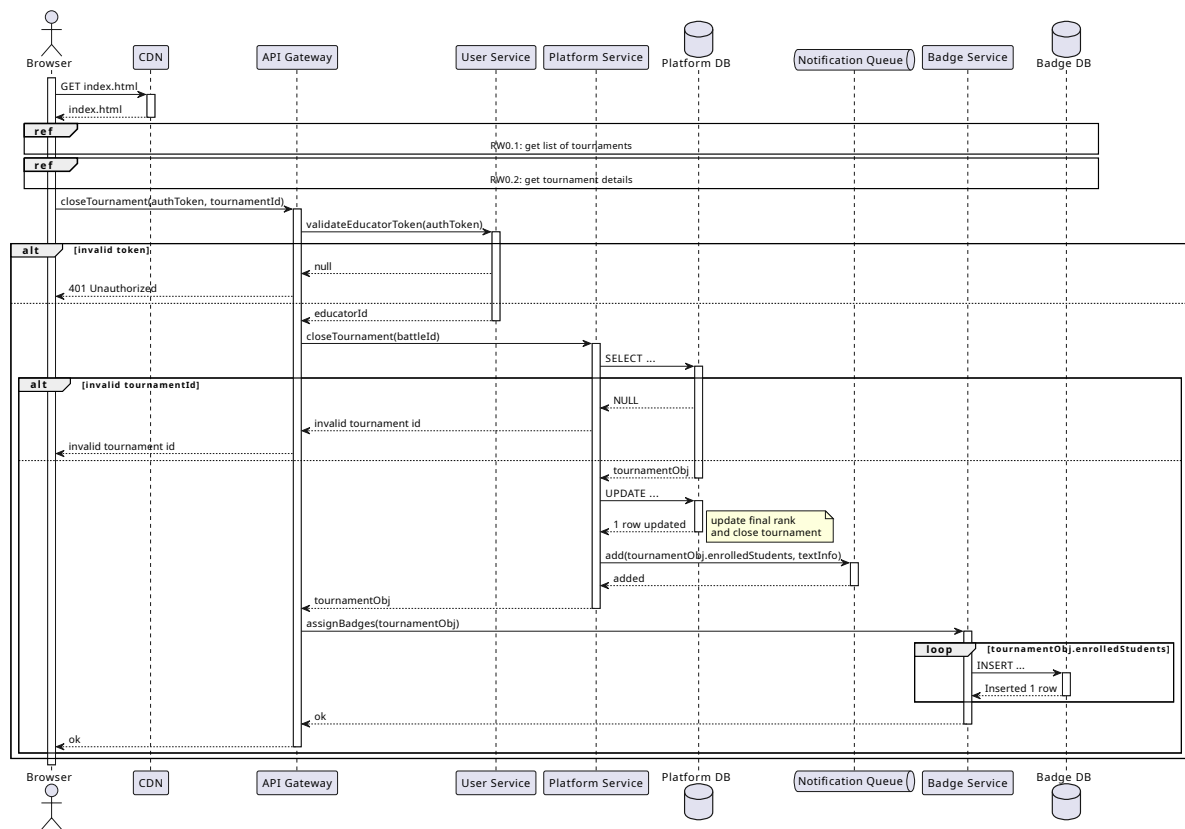 Browser
CDN
API Gateway
User Service
Platform Service
Platform DB
Notification Queue
Badge Service
Badge DB
GET index.html
index.html
ref
RW0.1: get list of tournaments
ref
RW0.2: get tournament details
closeTournament(authToken, tournamentId)
validateEducatorToken(authToken)
alt [invalid token]
null
401 Unauthorized
educatorId
closeTournament(battleId)
SELECT ...
alt [invalid tournamentId]
NULL
invalid tournament id
invalid tournament id
tournamentObj
UPDATE ...
1 row updated
update final rank
and close tournament
add(tournamentObj.enrolledStudents, textInfo)
added
tournamentObj
assignBadges(tournamentObj)
loop [tournamentObj.enrolledStudents]
INSERT ...
Inserted 1 row
ok
ok
Browser
CDN
API Gateway
User Service
Platform Service
Platform DB
Notification Queue
Badge Service
Badge DB